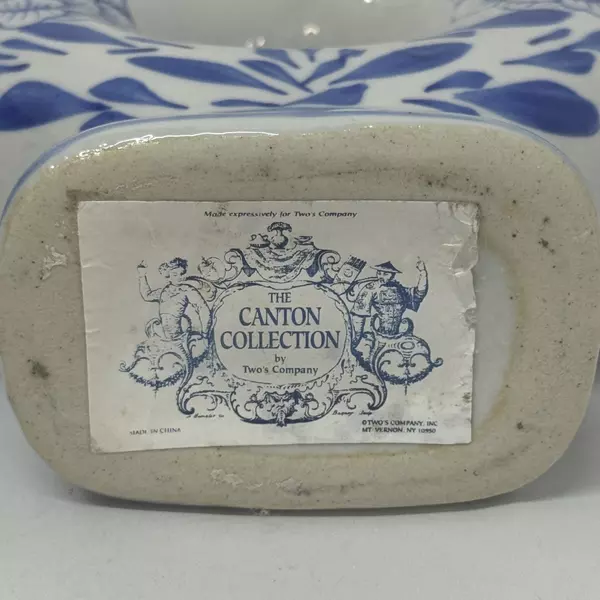 Made expressively for Two's Company
THE
CANTON
COLLECTION
by
Two's Company
MADE IN CHINA
© TWO'S COMPANY, INC
MT VERNON, NY 10550